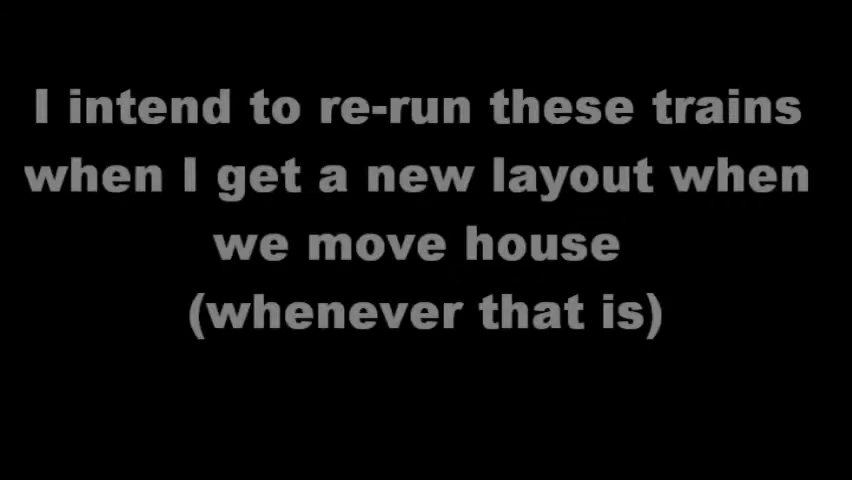 I intend to re-run these trains
when I get a new layout when
we move house
(whenever that is)